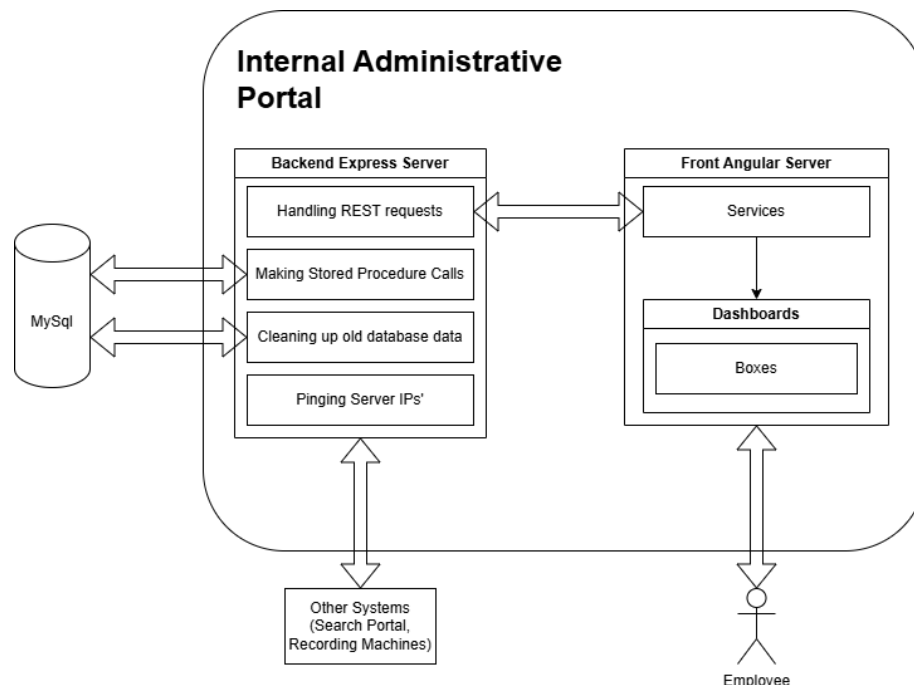 Internal Administrative
Portal
Backend Express Server
Handling REST requests
Making Stored Procedure Calls
Cleaning up old database data
Pinging Server IPs'
Front Angular Server
Services
Dashboards
Boxes
MySql
Other Systems
(Search Portal,
Recording Machines)
Employee